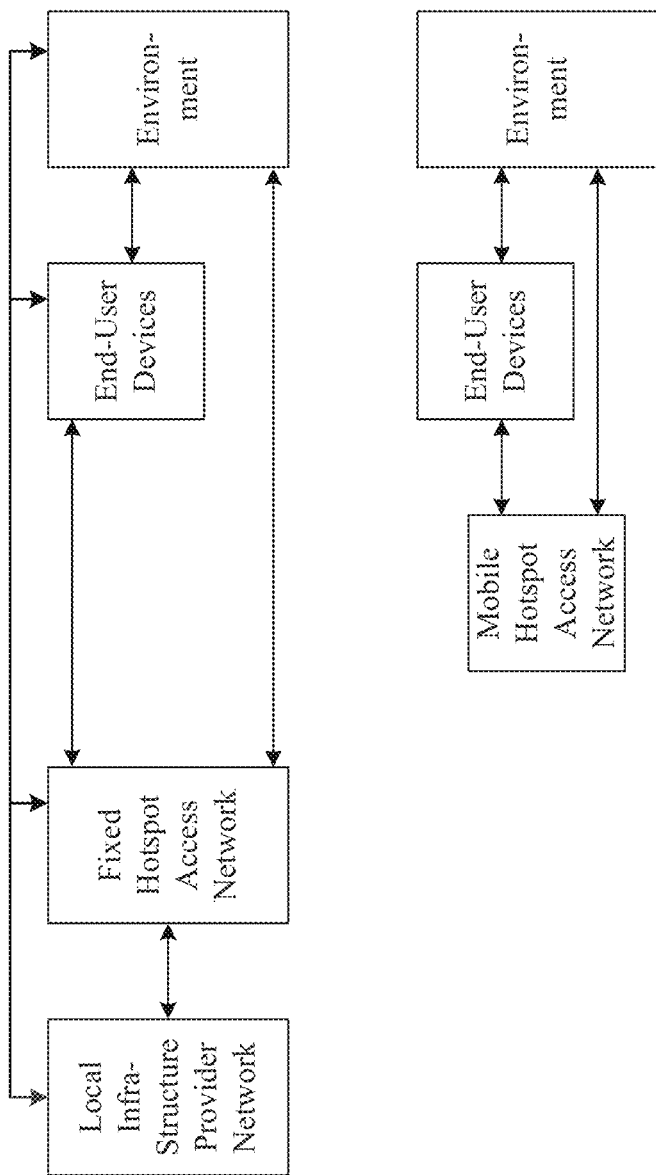 Local
Infra-
Structure
Provider
Network
Fixed
Hotspot
Access
Network
End-User
Devices
Environ-
ment
Mobile
Hotspot
Access
Network
End-User
Devices
Environ-
ment